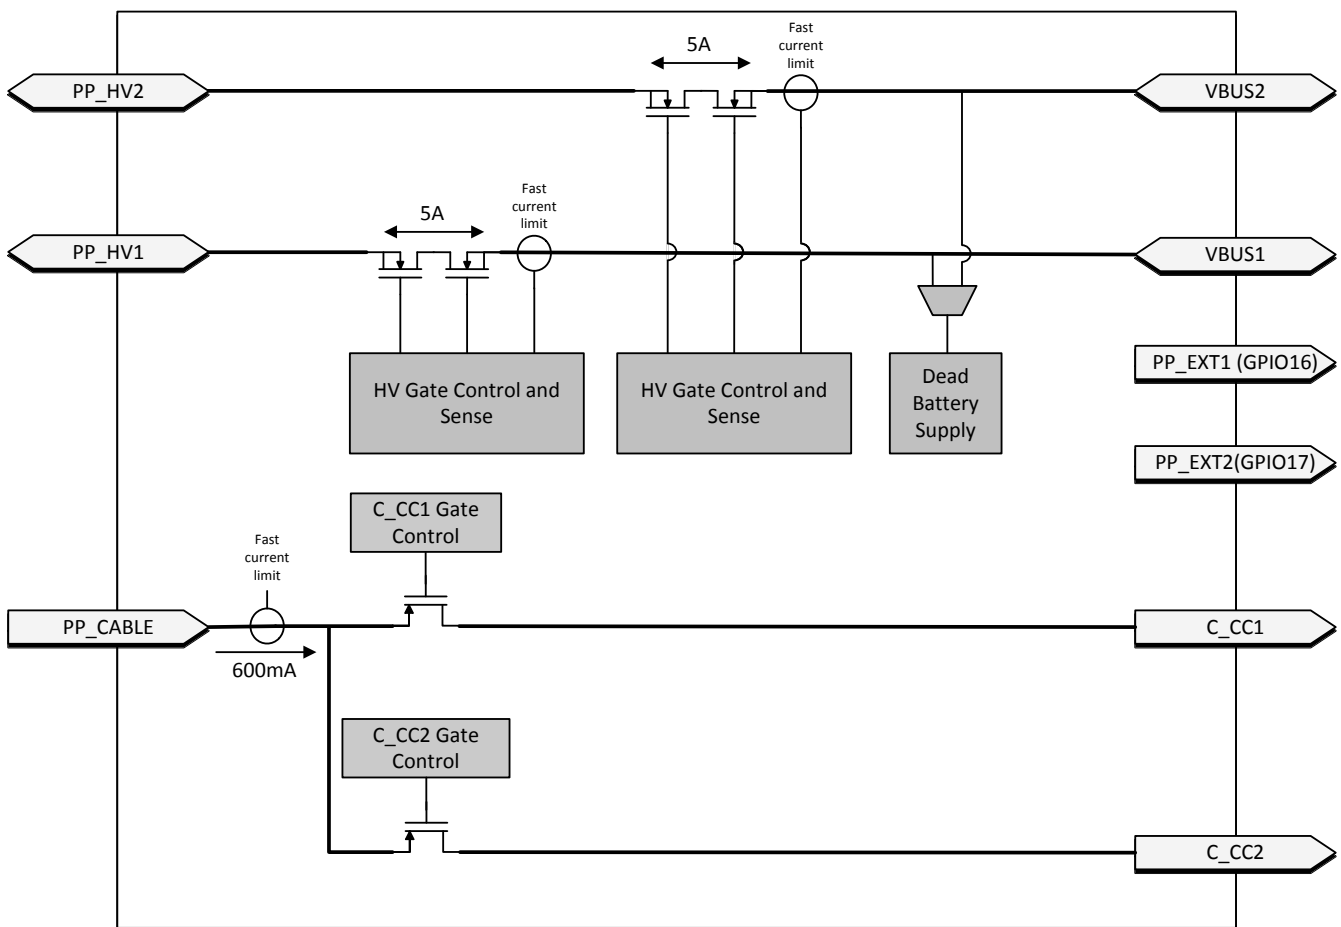 Fast
current
limit
5A
PP_HV2
VBUS2
Fast
current
limit
5A
PP_HV1
VBUS1
HV Gate Control and
Sense
HV Gate Control and
Sense
Dead
Battery
Supply
PP_EXT1 (GPIO16)
PP_EXT2(GPIO17)
C_CC1 Gate
Control
Fast
current
limit
PP_CABLE
600mA
C_CC1
C_CC2 Gate
Control
C_CC2